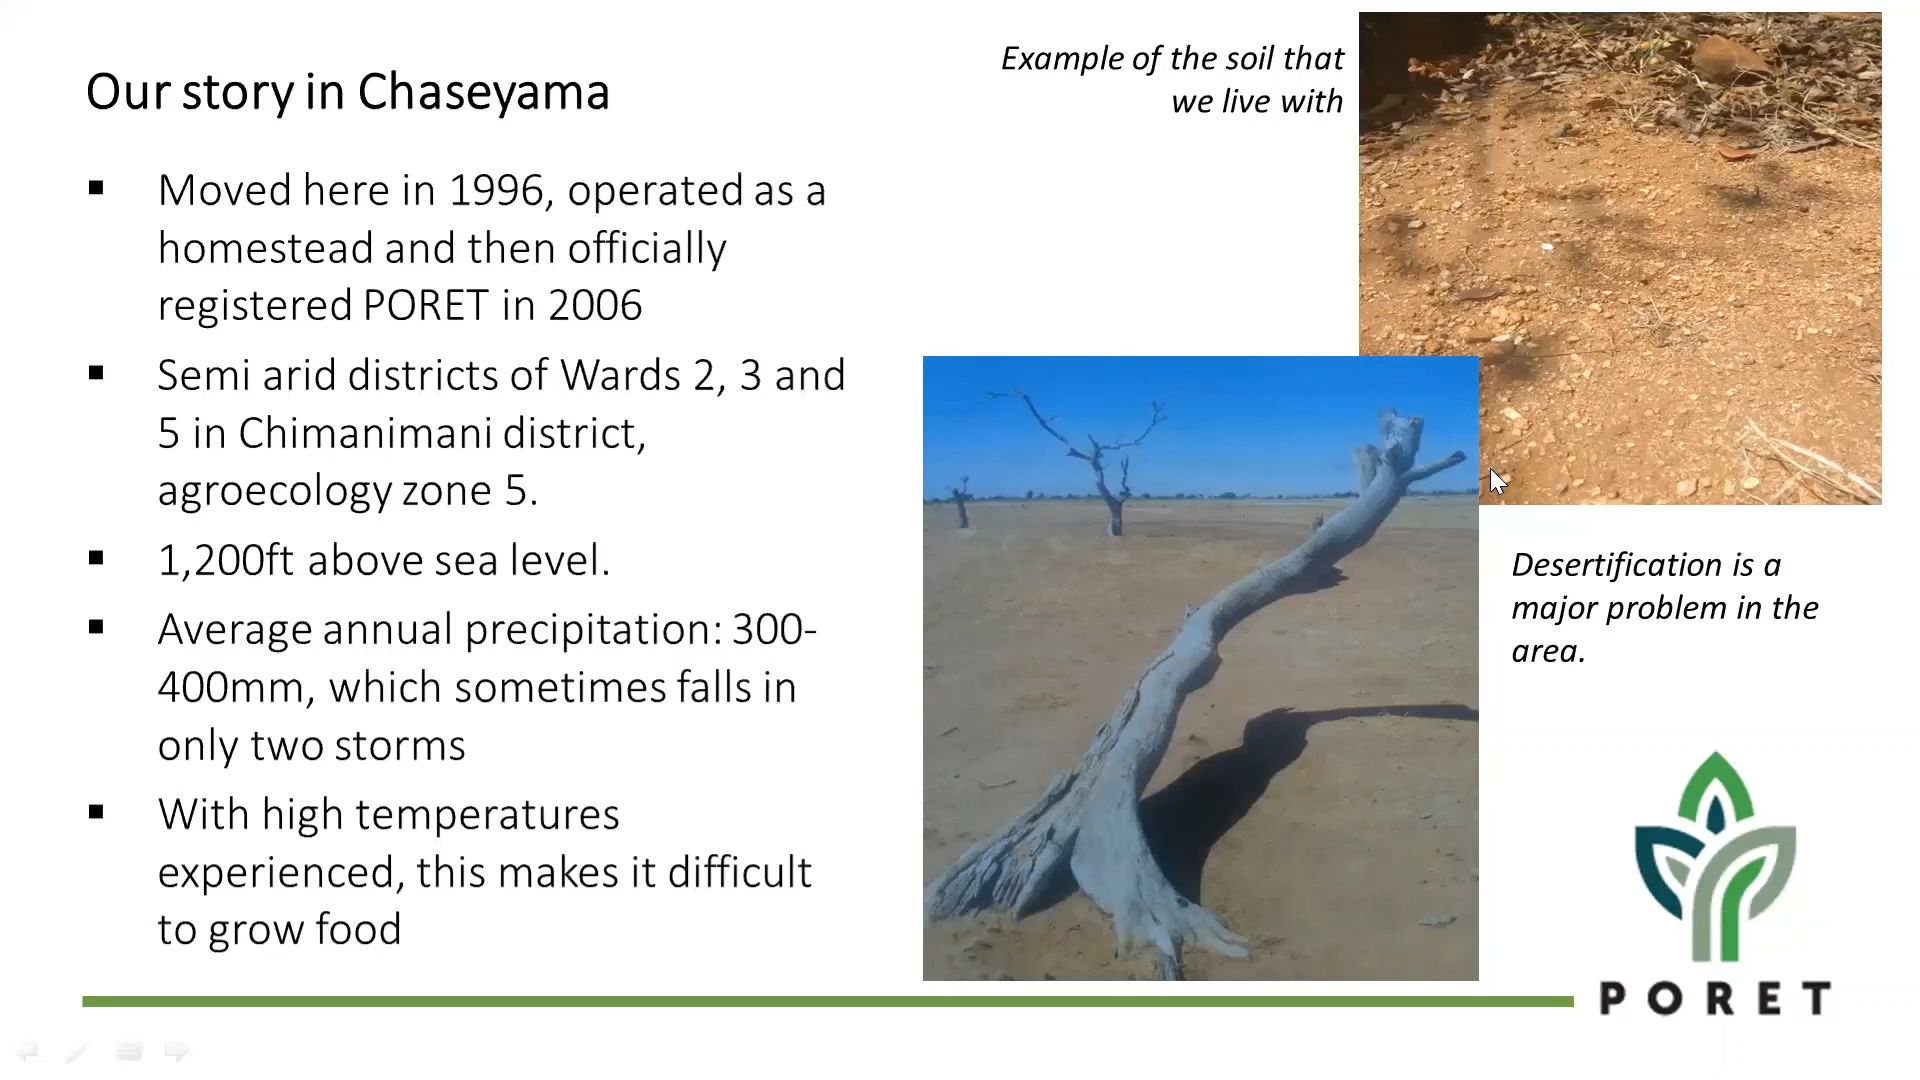 Our story in Chaseyama
▪ Moved here in 1996, operated as a
homestead and then officially
registered PORET in 2006
▪ Semi arid districts of Wards 2, 3 and
5 in Chimanimani district,
agroecology zone 5.
▪ 1,200ft above sea level.
▪ Average annual precipitation: 300-
400mm, which sometimes falls in
only two storms
▪ With high temperatures
experienced, this makes it difficult
to grow food
Example of the soil that
we live with
Desertification is a
major problem in the
area.
PORET